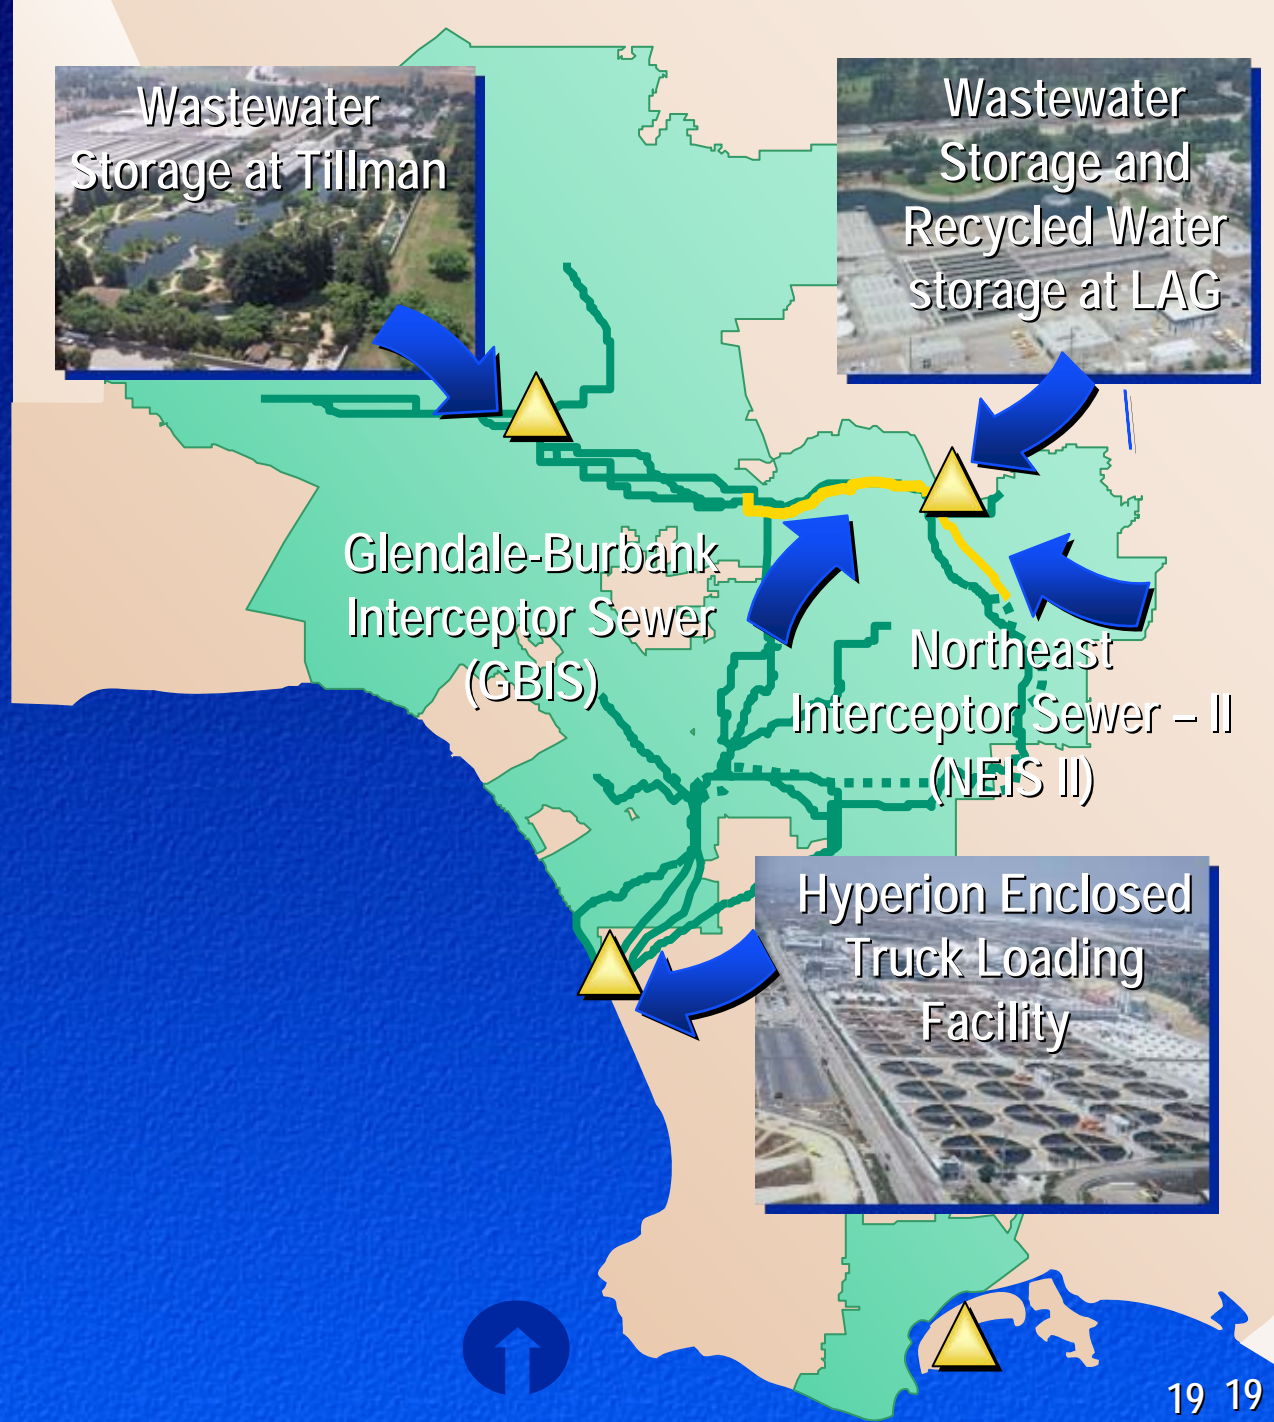 Wastewater
Storage at Tillman
Wastewater
Storage and
Recycled Water
storage at LAG
Glendale-Burbank
Interceptor Sewer
(GBIS)
Northeast
Interceptor Sewer – II
(NEIS II)
Hyperion Enclosed
Truck Loading
Facility
19 19